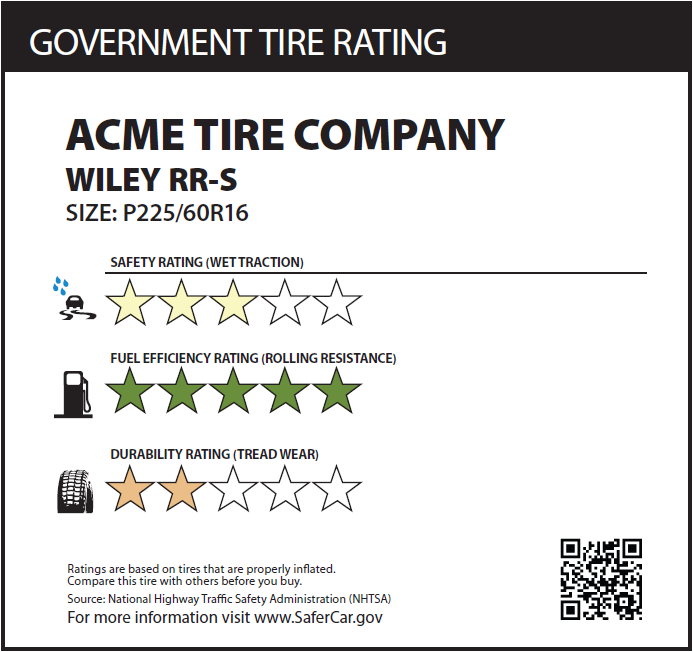 GOVERNMENT TIRE RATING
ACME TIRE COMPANY
WILEY RR-S
SIZE: P225/60R16
SAFETY RATING (WET TRACTION)
FUEL EFFICIENCY RATING (ROLLING RESISTANCE)
DURABILITY RATING (TREAD WEAR)
Ratings are based on tires that are properly inflated.
Compare this tire with others before you buy.
Source: National Highway Traffic Safety Administration (NHTSA)
For more information visit www.SaferCar.gov